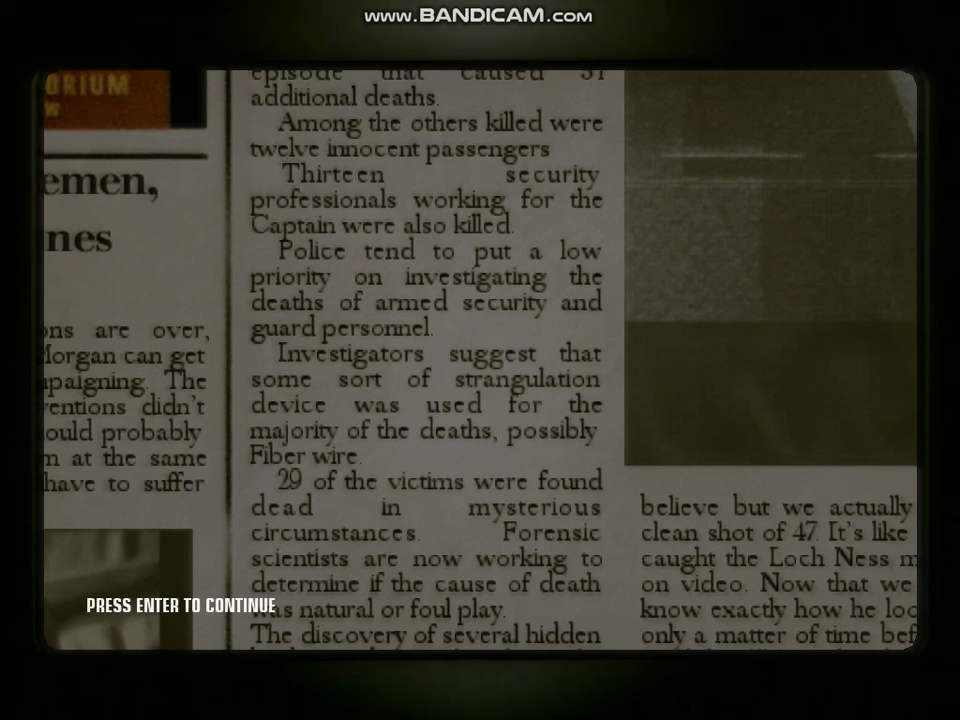 www.BANDICAM.com
ORIUM
W
emen,
nes
ons are over,
Morgan can get
mpaigning. The
ventions didn't
ould probably
m at the same
have to suffer
episode that caused 31
additional deaths.
Among the others killed were
twelve innocent passengers
Thirteen security
professionals working for the
Captain were also killed.
Police tend to put a low
priority on investigating the
deaths of armed security and
guard personnel.
Investigators suggest that
some sort of strangulation
device was used for the
majority of the deaths, possibly
Fiber wire.
29 of the victims were found
dead in mysterious
circumstances. Forensic
scientists are now working to
determine if the cause of death
was natural or foul play.
The discovery of several hidden
believe but we actually
clean shot of 47. It's like
caught the Loch Ness m
on video. Now that we
know exactly how he loo
only a matter of time bef
PRESS ENTER TO CONTINUE